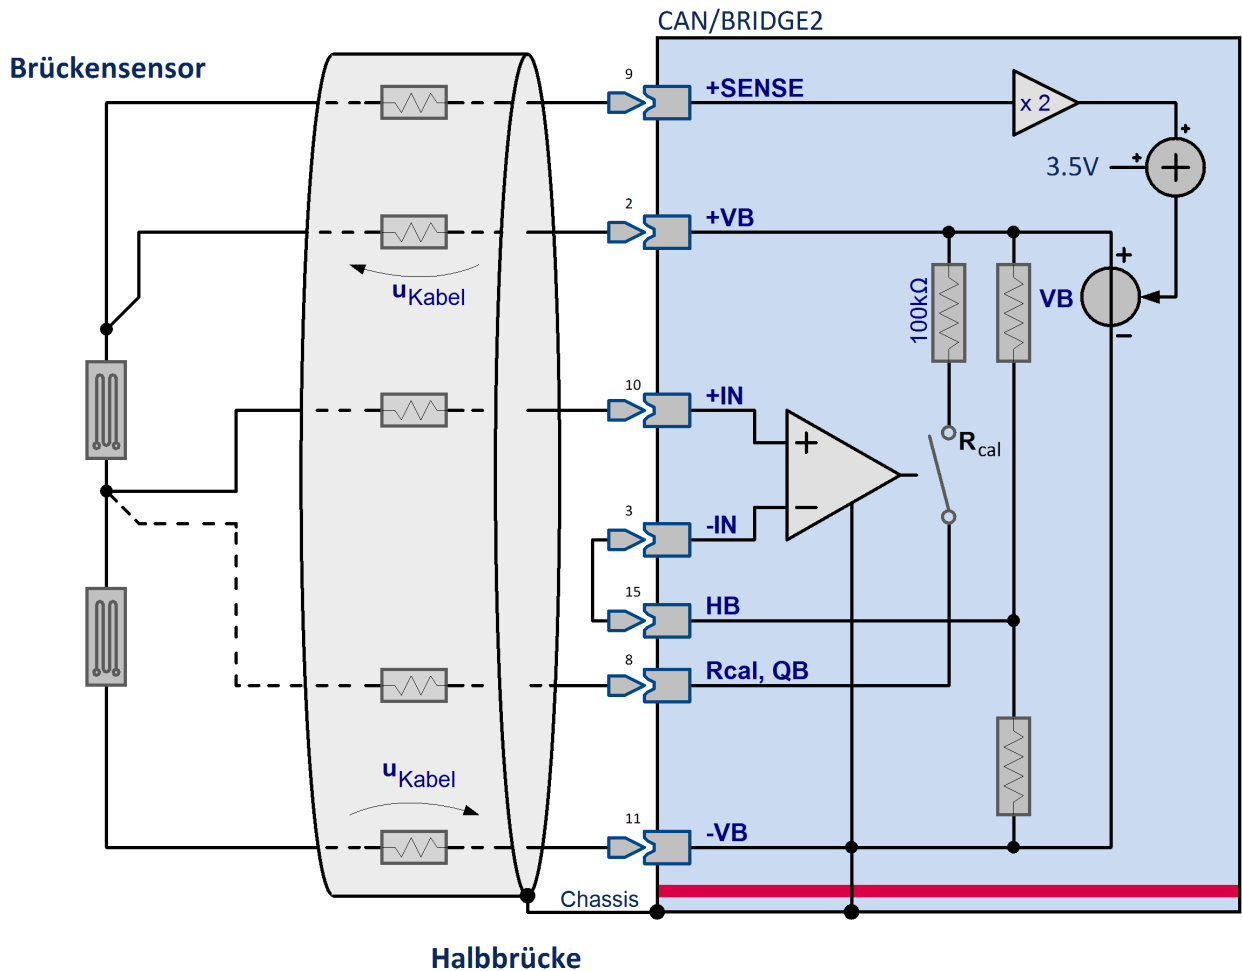 CAN/BRIDGE2
Brückensensor
9
+SENSE
x 2
+
+
3.5V
+
2
+VB
uKabel
100kΩ
VB
+
−
10
+IN
+
Rcal
3
-IN
−
15
HB
8
Rcal, QB
uKabel
11
-VB
Chassis
Halbbrücke